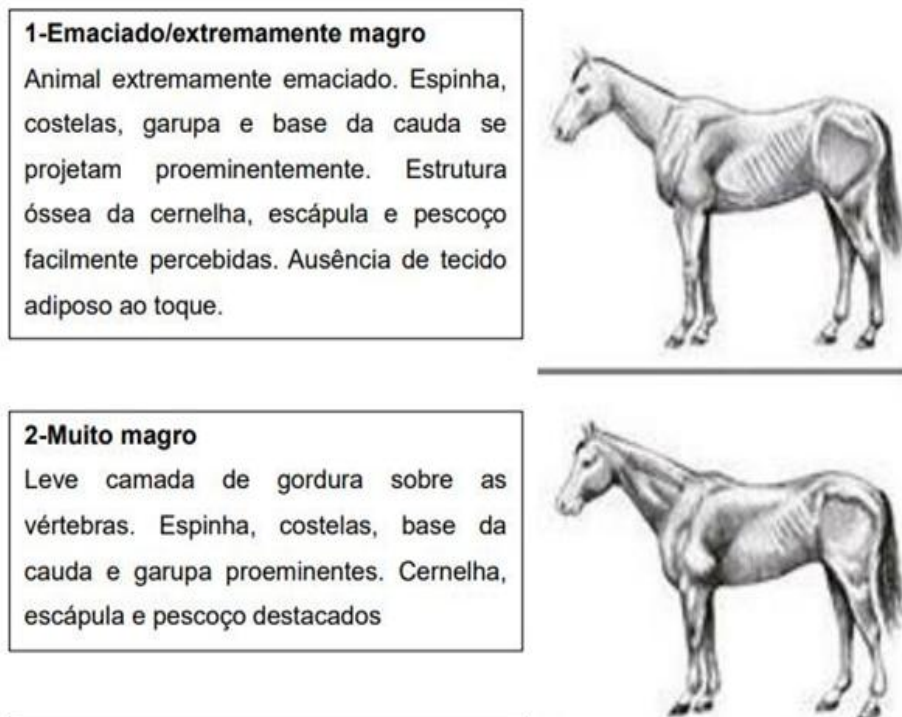 1-Emaciado/extremamente magro
Animal extremamente emaciado. Espinha,
costelas, garupa e base da cauda se
projetam proeminentemente. Estrutura
óssea da cernelha, escápula e pescoço
facilmente percebidas. Ausência de tecido
adiposo ao toque.
2-Muito magro
Leve camada de gordura sobre as
vértebras. Espinha, costelas, base da
cauda e garupa proeminentes. Cernelha,
escápula e pescoço destacados